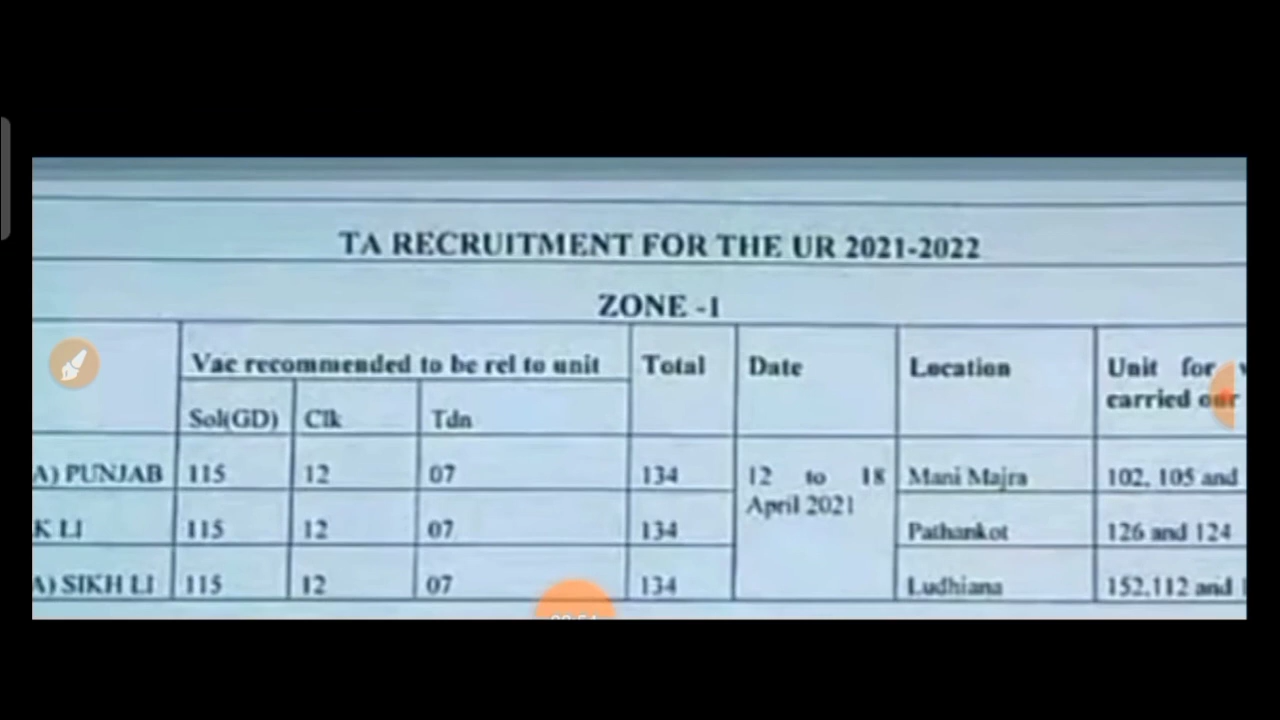 TA RECRUITMENT FOR THE UR 2021-2022
ZONE -1
Vac recommended to be rel to unit Total Date Location Unit for
carried our
Sol(GD) Clk Tdn
A) PUNJAB 115 12 07 134 12 to 18 Mani Majra 102, 105 and
April 2021
K LI 115 12 07 134 Pathankot 126 and 124
A) SIKH LI 115 12 07 134 Ludhiana 152,112 and